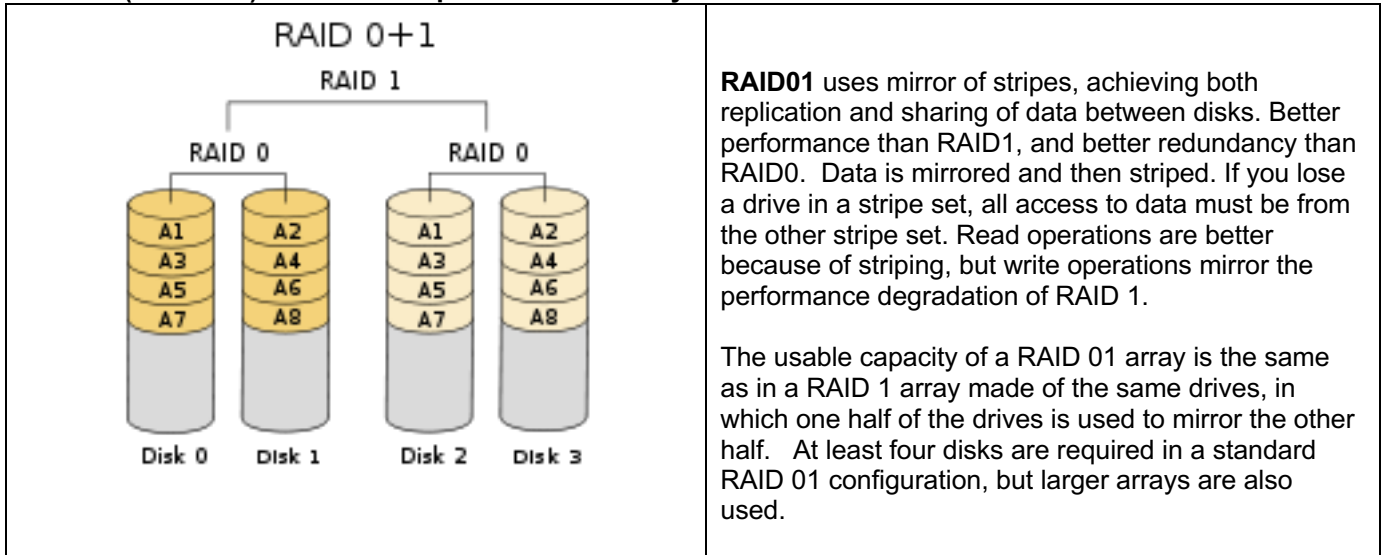 RAID 0+1
RAID 1
RAID 0 RAID 0
A1 A2 A1 A2
A3 A4 A3 A4
A5 A6 A5 A6
A7 A8 A7 A8
Disk 0 Disk 1 Disk 2 Disk 3
RAID01 uses mirror of stripes, achieving both
replication and sharing of data between disks. Better
performance than RAID1, and better redundancy than
RAID0.  Data is mirrored and then striped. If you lose
a drive in a stripe set, all access to data must be from
the other stripe set. Read operations are better
because of striping, but write operations mirror the
performance degradation of RAID 1.
The usable capacity of a RAID 01 array is the same
as in a RAID 1 array made of the same drives, in
which one half of the drives is used to mirror the other
half.   At least four disks are required in a standard
RAID 01 configuration, but larger arrays are also
used.